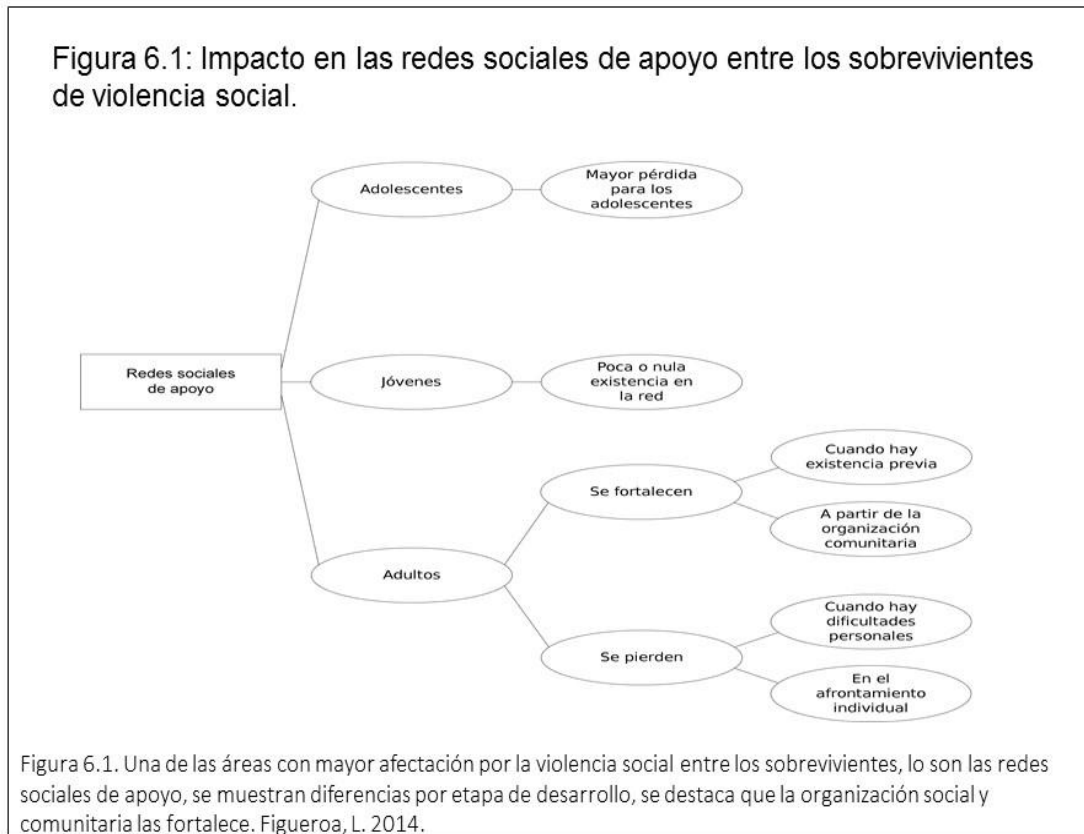 Figura 6.1: Impacto en las redes sociales de apoyo entre los sobrevivientes
de violencia social.
Redes sociales
de apoyo
Adolescentes
Mayor pérdida
para los
adolescentes
Jóvenes
Poca o nula
existencia en
la red
Adultos
Se fortalecen
Cuando hay
existencia previa
A partir de la
organización
comunitaria
Se pierden
Cuando hay
dificultades
personales
En el
afrontamiento
individual
Figura 6.1. Una de las áreas con mayor afectación por la violencia social entre los sobrevivientes, lo son las redes
sociales de apoyo, se muestran diferencias por etapa de desarrollo, se destaca que la organización social y
comunitaria las fortalece. Figueroa, L. 2014.